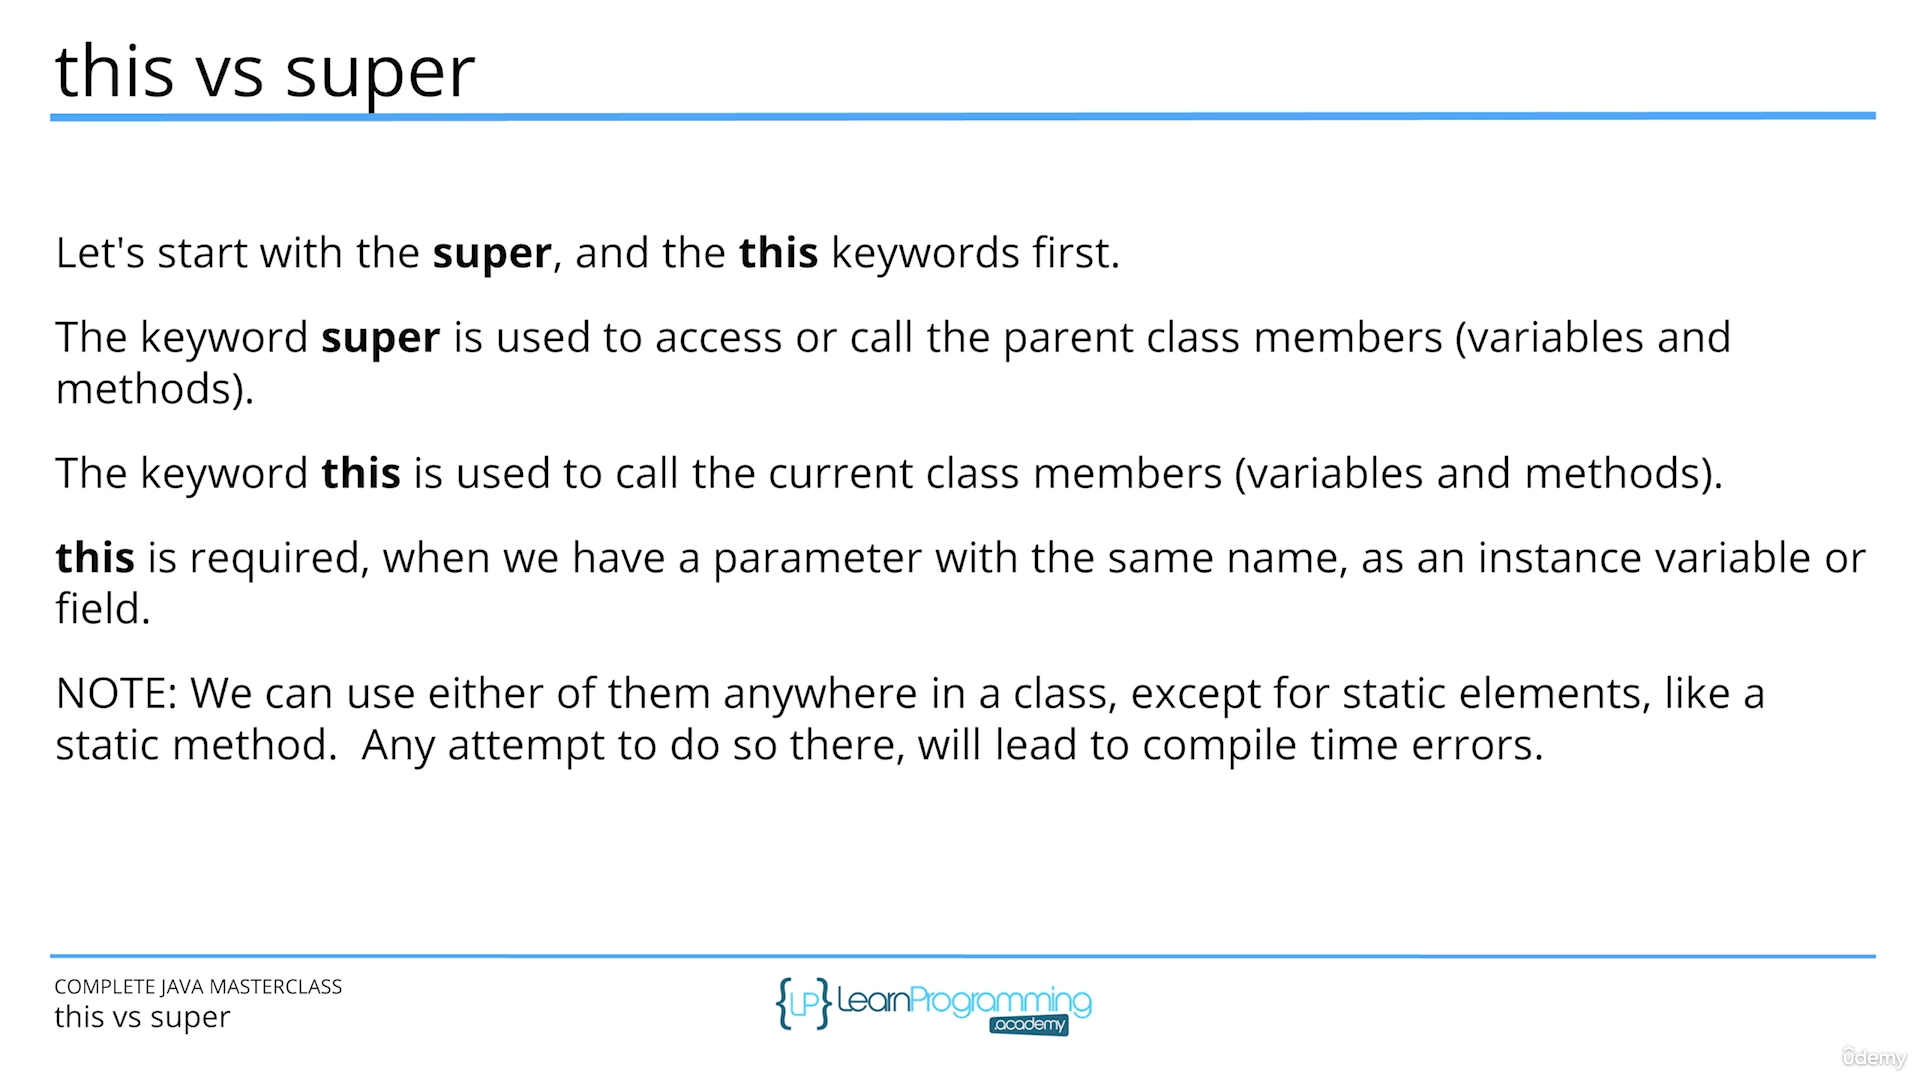 this vs super
Let's start with the super, and the this keywords first.
The keyword super is used to access or call the parent class members (variables and
methods).
The keyword this is used to call the current class members (variables and methods).
this is required, when we have a parameter with the same name, as an instance variable or
field.
NOTE: We can use either of them anywhere in a class, except for static elements, like a
static method.  Any attempt to do so there, will lead to compile time errors.
COMPLETE JAVA MASTERCLASS
this vs super
{LP} LearnProgramming
.academy
ûdemy